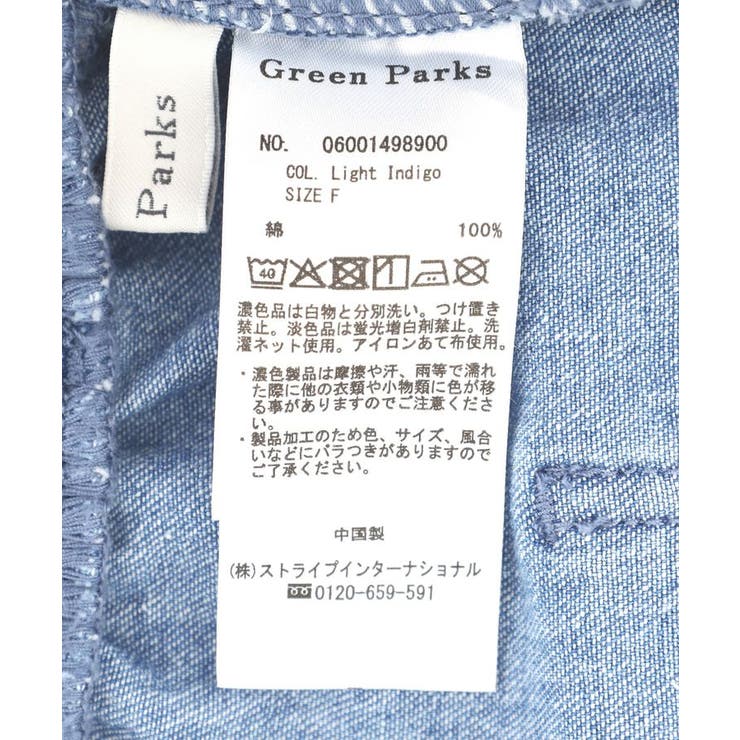 Parks
Green Parks
NO. 06001498900
COL. Light Indigo
SIZE F
綿 100%
40
濃色品は白物と分別洗い。つけ置き
禁止。淡色品は蛍光増白剤禁止。洗
濯ネット使用。アイロンあて布使用。
・濃色製品は摩擦や汗、雨等で濡れ
た際に他の衣類や小物類に色が移
る事がありますのでご注意くださ
い。
・製品加工のため色、サイズ、風合
いなどにバラつきがありますので
ご了承ください。
中国製
(株)ストライプインターナショナル
0120-659-591